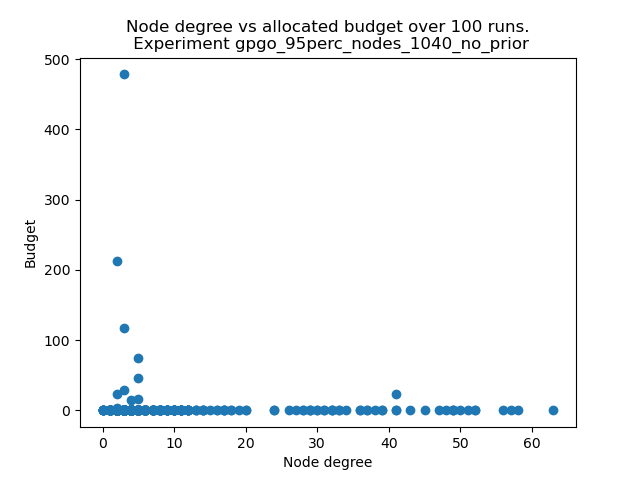 Node degree vs allocated budget over 100 runs.
Experiment gpgo_95perc_nodes_1040_no_prior
500
400
300
200
100
0
Budget
0 10 20 30 40 50 60
Node degree